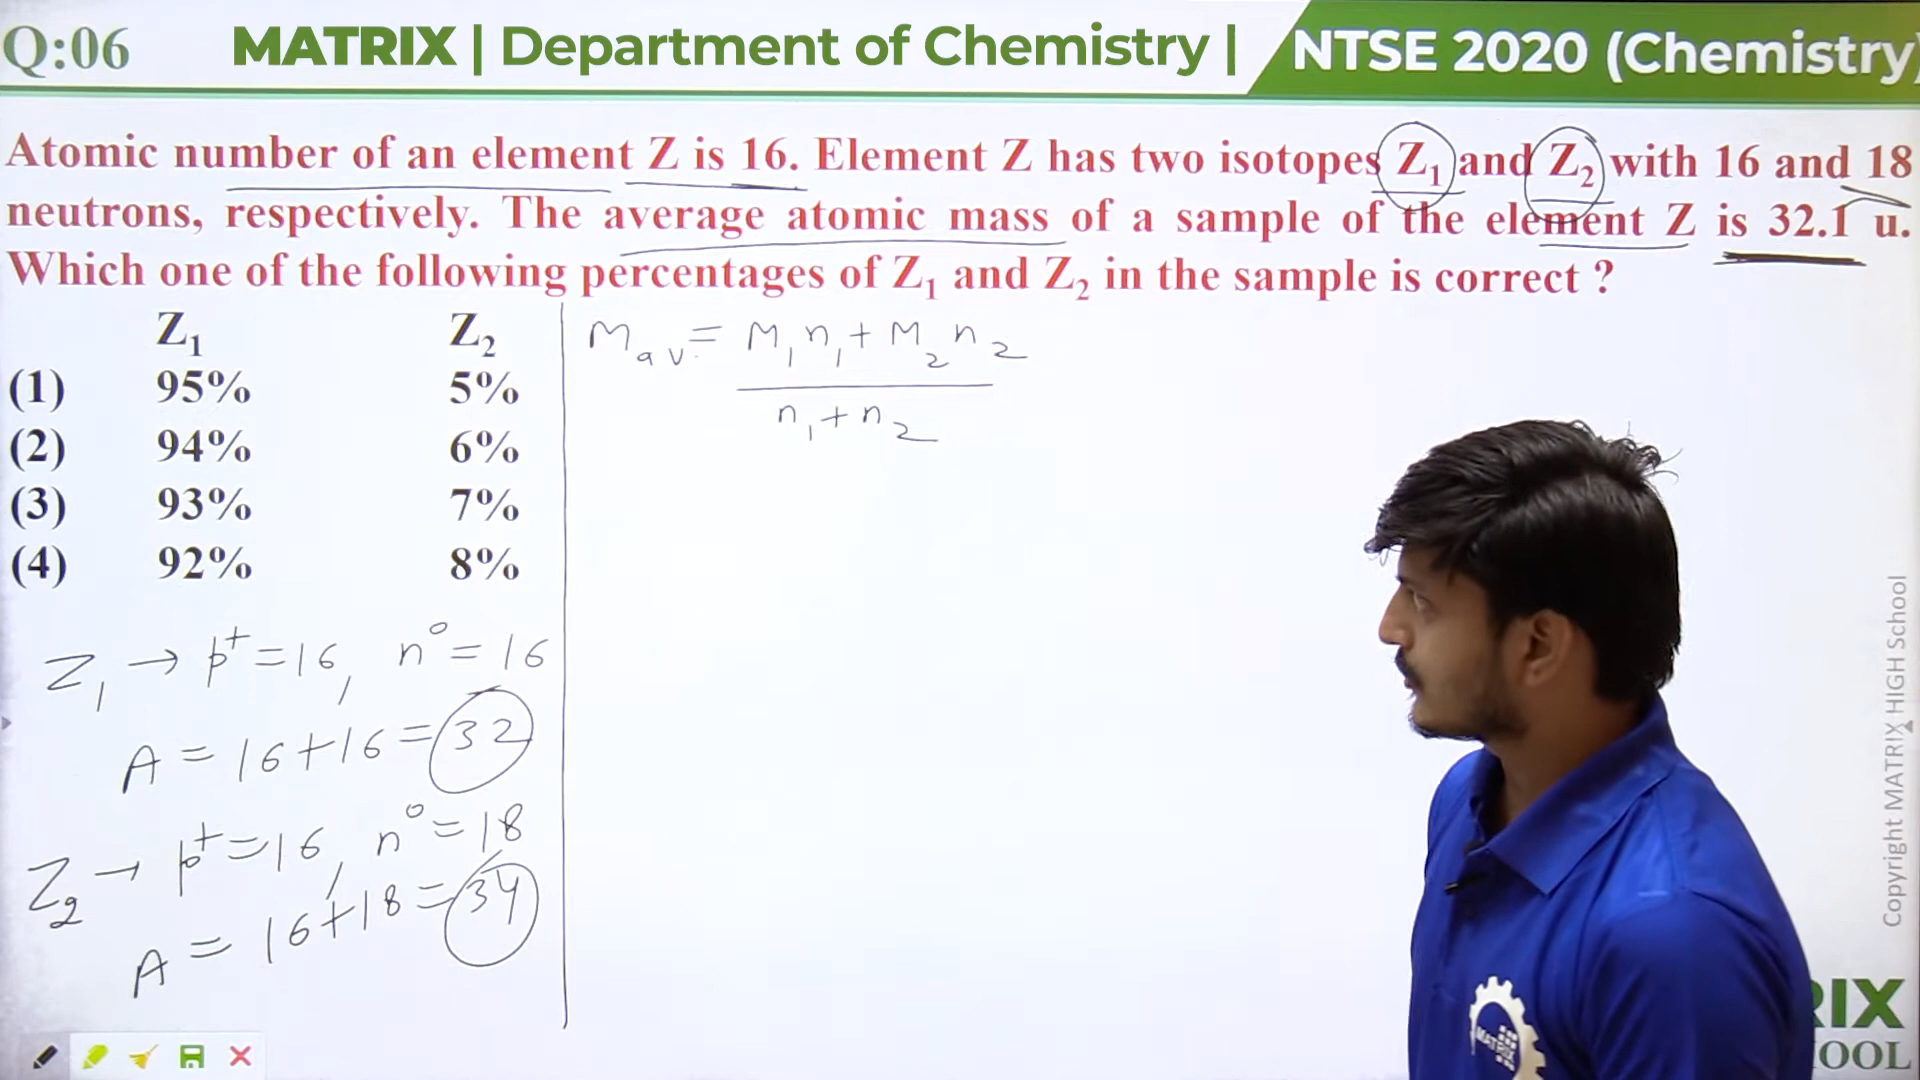 Q:06
MATRIX | Department of Chemistry |
NTSE 2020 (Chemistry)
Atomic number of an element Z is 16. Element Z has two isotopes Z₁ and Z₂ with 16 and 18
neutrons, respectively. The average atomic mass of a sample of the element Z is 32.1 u.
Which one of the following percentages of Z₁ and Z₂ in the sample is correct ?
Z₁ Z₂
(1) 95% 5%
(2) 94% 6%
(3) 93% 7%
(4) 92% 8%
Z₁ → p⁺ = 16, n⁰ = 16
A = 16+16 = 32
Z₂ → p⁺ = 16, n⁰ = 18
A = 16+18 = 34
Mav. = M₁n₁ + M₂n₂
n₁ + n₂
Copyright MATRIX HIGH School
MATRIX
RIX
OOL